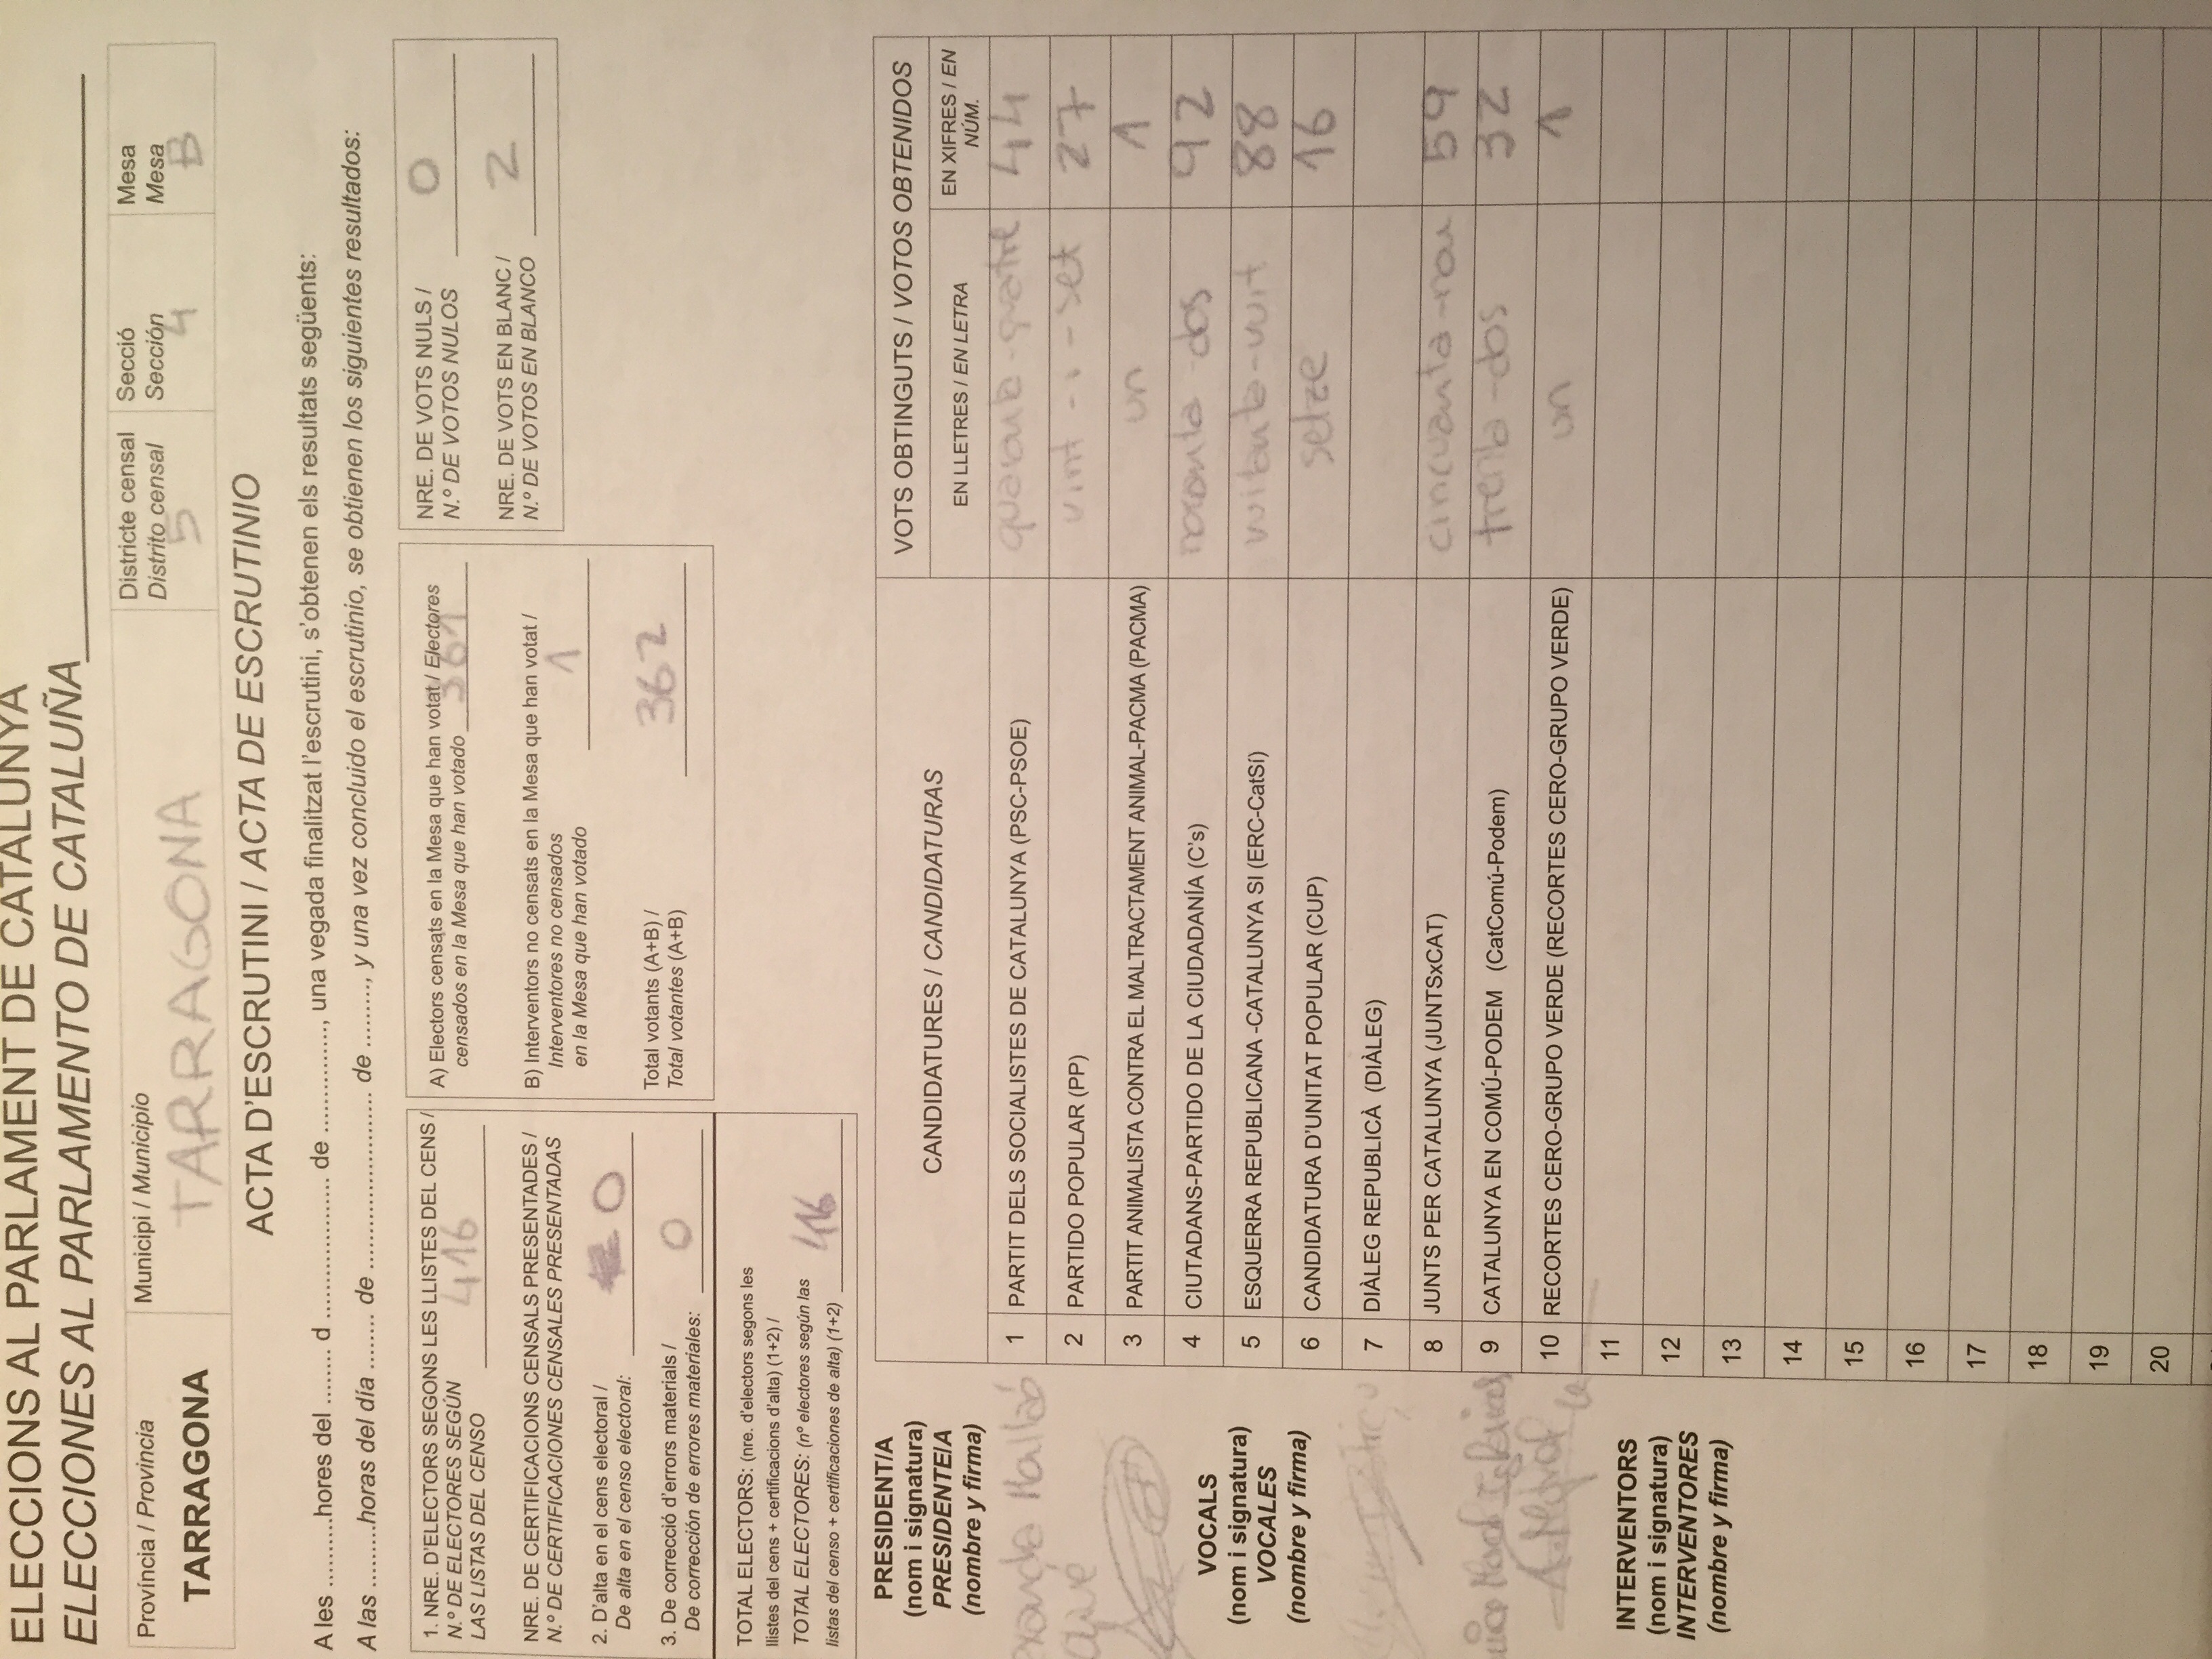 ELECCIONS AL PARLAMENT DE CATALUNYA
ELECCIONES AL PARLAMENTO DE CATALUÑA
Província / Provincia
TARRAGONA
Municipi / Municipio
TARRAGONA
Districte censal
Distrito censal
5
Secció
Sección
4
Mesa
Mesa
B
ACTA D'ESCRUTINI / ACTA DE ESCRUTINIO
A les ..........hores del ........ d .................... de ..............., una vegada finalitzat l'escrutini, s'obtenen els resultats següents:
A las .........horas del día ........ de ......................... de ........., y una vez concluido el escrutinio, se obtienen los siguientes resultados:
1. NRE. D'ELECTORS SEGONS LES LLISTES DEL CENS /
N.º DE ELECTORES SEGÚN
LAS LISTAS DEL CENSO 416
NRE. DE CERTIFICACIONS CENSALS PRESENTADES /
N.º DE CERTIFICACIONES CENSALES PRESENTADAS
2. D'alta en el cens electoral /
De alta en el censo electoral: 0
3. De correcció d'errors materials /
De corrección de errores materiales: 0
TOTAL ELECTORS: (nre. d'electors segons les
llistes del cens + certificacions d'alta) (1+2) /
TOTAL ELECTORES: (nº electores según las
listas del censo + certificaciones de alta) (1+2) 416
A) Electors censats en la Mesa que han votat / Electores
censados en la Mesa que han votado 361
B) Interventors no censats en la Mesa que han votat /
Interventores no censados
en la Mesa que han votado 1
Total votants (A+B) /
Total votantes (A+B) 362
NRE. DE VOTS NULS /
N.º DE VOTOS NULOS 0
NRE. DE VOTS EN BLANC /
N.º DE VOTOS EN BLANCO 2
PRESIDENT/A
(nom i signatura)
PRESIDENTE/A
(nombre y firma)
VOCALS
(nom i signatura)
VOCALES
(nombre y firma)
INTERVENTORS
(nom i signatura)
INTERVENTORES
(nombre y firma)
CANDIDATURES / CANDIDATURAS
VOTS OBTINGUTS / VOTOS OBTENIDOS
EN LLETRES / EN LETRA
EN XIFRES / EN
NÚM.
1 PARTIT DELS SOCIALISTES DE CATALUNYA (PSC-PSOE) quaranta-quatre 44
2 PARTIDO POPULAR (PP) vint-i-set 27
3 PARTIT ANIMALISTA CONTRA EL MALTRACTAMENT ANIMAL-PACMA (PACMA) un 1
4 CIUTADANS-PARTIDO DE LA CIUDADANÍA (C's) noranta-dos 92
5 ESQUERRA REPUBLICANA -CATALUNYA SI (ERC-CatSí) vuitanta-vuit 88
6 CANDIDATURA D'UNITAT POPULAR (CUP) setze 16
7 DIÀLEG REPUBLICÀ (DIÀLEG)
8 JUNTS PER CATALUNYA (JUNTSxCAT) cincuanta-nou 59
9 CATALUNYA EN COMÚ-PODEM (CatComú-Podem) trenta-dos 32
10 RECORTES CERO-GRUPO VERDE (RECORTES CERO-GRUPO VERDE) un 1
11
12
13
14
15
16
17
18
19
20